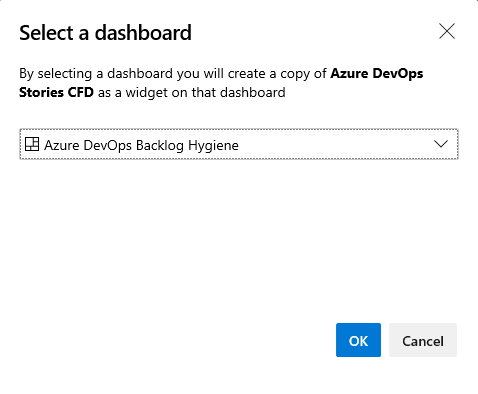 Select a dashboard
By selecting a dashboard you will create a copy of Azure DevOps
Stories CFD as a widget on that dashboard
Azure DevOps Backlog Hygiene
OK
Cancel